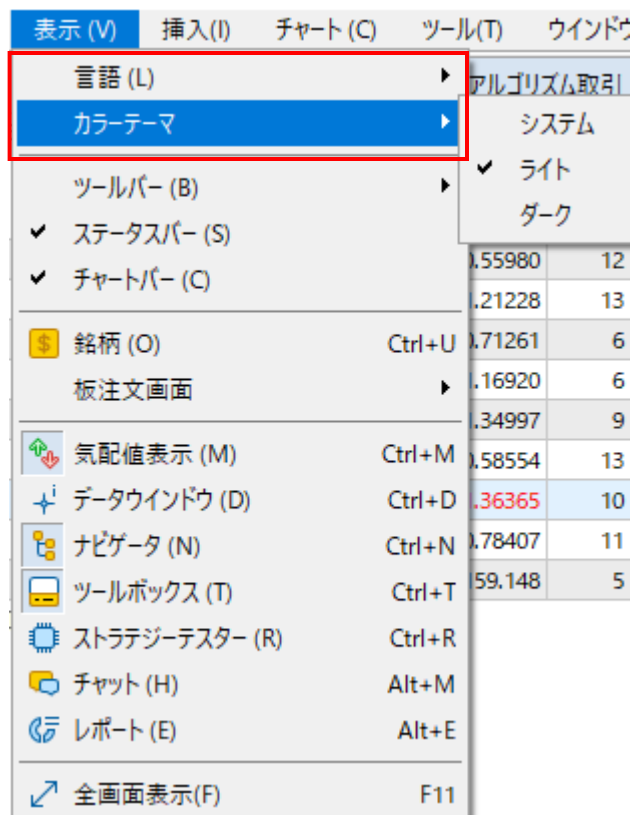 表示 (V) 挿入(I) チャート (C) ツール(T) ウインドウ
言語 (L) アルゴリズム取引
カラーテーマ システム
ライト
ダーク
ツールバー (B)
ステータスバー (S)
チャートバー (C)
銘柄 (O) Ctrl+U
板注文画面
気配値表示 (M) Ctrl+M
データウインドウ (D) Ctrl+D
ナビゲータ (N) Ctrl+N
ツールボックス (T) Ctrl+T
ストラテジーテスター (R) Ctrl+R
チャット (H) Alt+M
レポート (E) Alt+E
全画面表示(F) F11
.55980 12
.21228 13
.71261 6
.16920 6
.34997 9
.58554 13
.36365 10
.78407 11
159.148 5